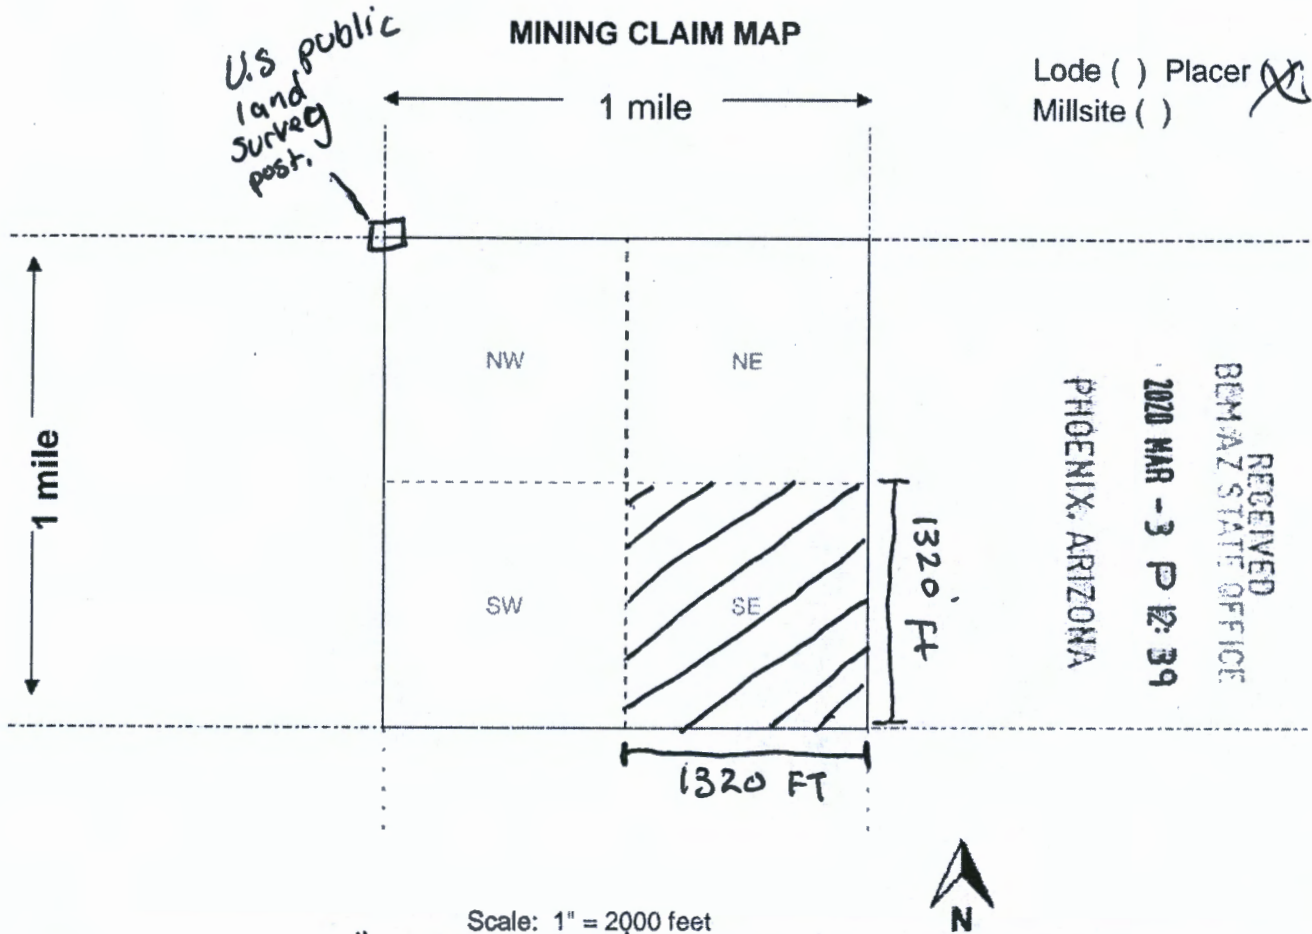 MINING CLAIM MAP
U.S public
land
survey
post.
1 mile
Lode ( ) Placer (X)
Millsite ( )
1 mile
NW
NE
SW
SE
1320 ft
1320 FT
RECEIVED
BLM AZ STATE OFFICE
2020 MAR - 3 P 12: 39
PHOENIX, ARIZONA
N
Scale: 1" = 2000 feet